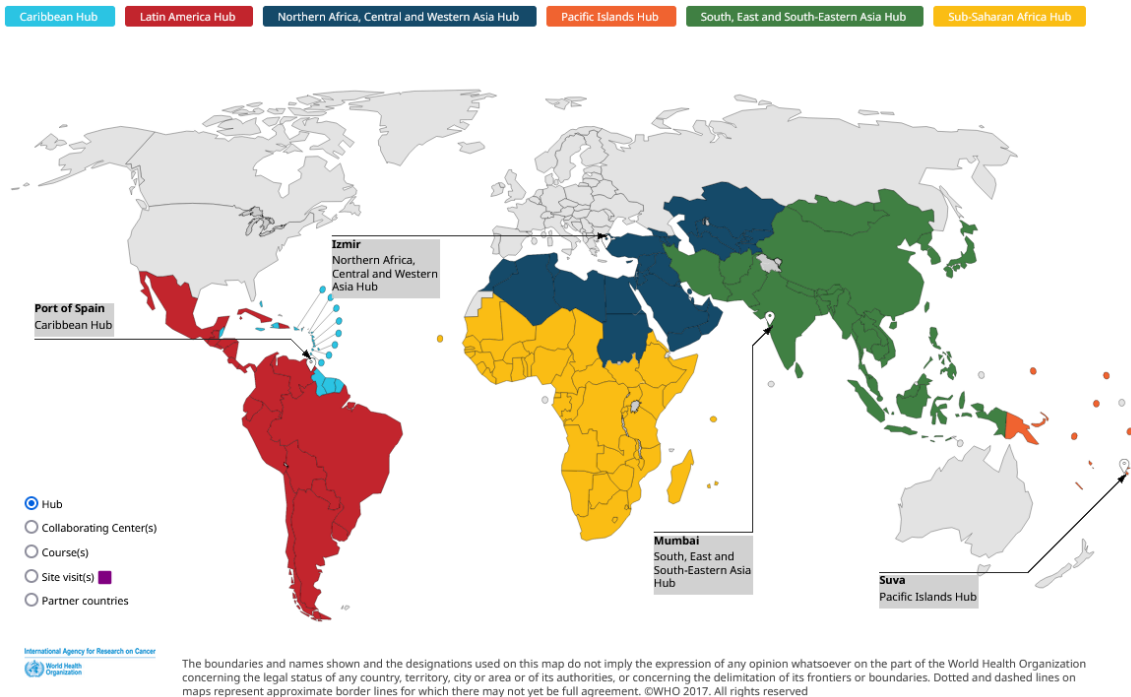 Caribbean Hub
Latin America Hub
Northern Africa, Central and Western Asia Hub
Pacific Islands Hub
South, East and South-Eastern Asia Hub
Sub-Saharan Africa Hub
Izmir
Northern Africa,
Central and Western
Asia Hub
Port of Spain
Caribbean Hub
Hub
Collaborating Center(s)
Course(s)
Site visit(s)
Partner countries
Mumbai
South, East and
South-Eastern Asia
Hub
Suva
Pacific Islands Hub
International Agency for Research on Cancer
World Health
Organization
The boundaries and names shown and the designations used on this map do not imply the expression of any opinion whatsoever on the part of the World Health Organization
concerning the legal status of any country, territory, city or area or of its authorities, or concerning the delimitation of its frontiers or boundaries. Dotted and dashed lines on
maps represent approximate border lines for which there may not yet be full agreement. ©WHO 2017. All rights reserved